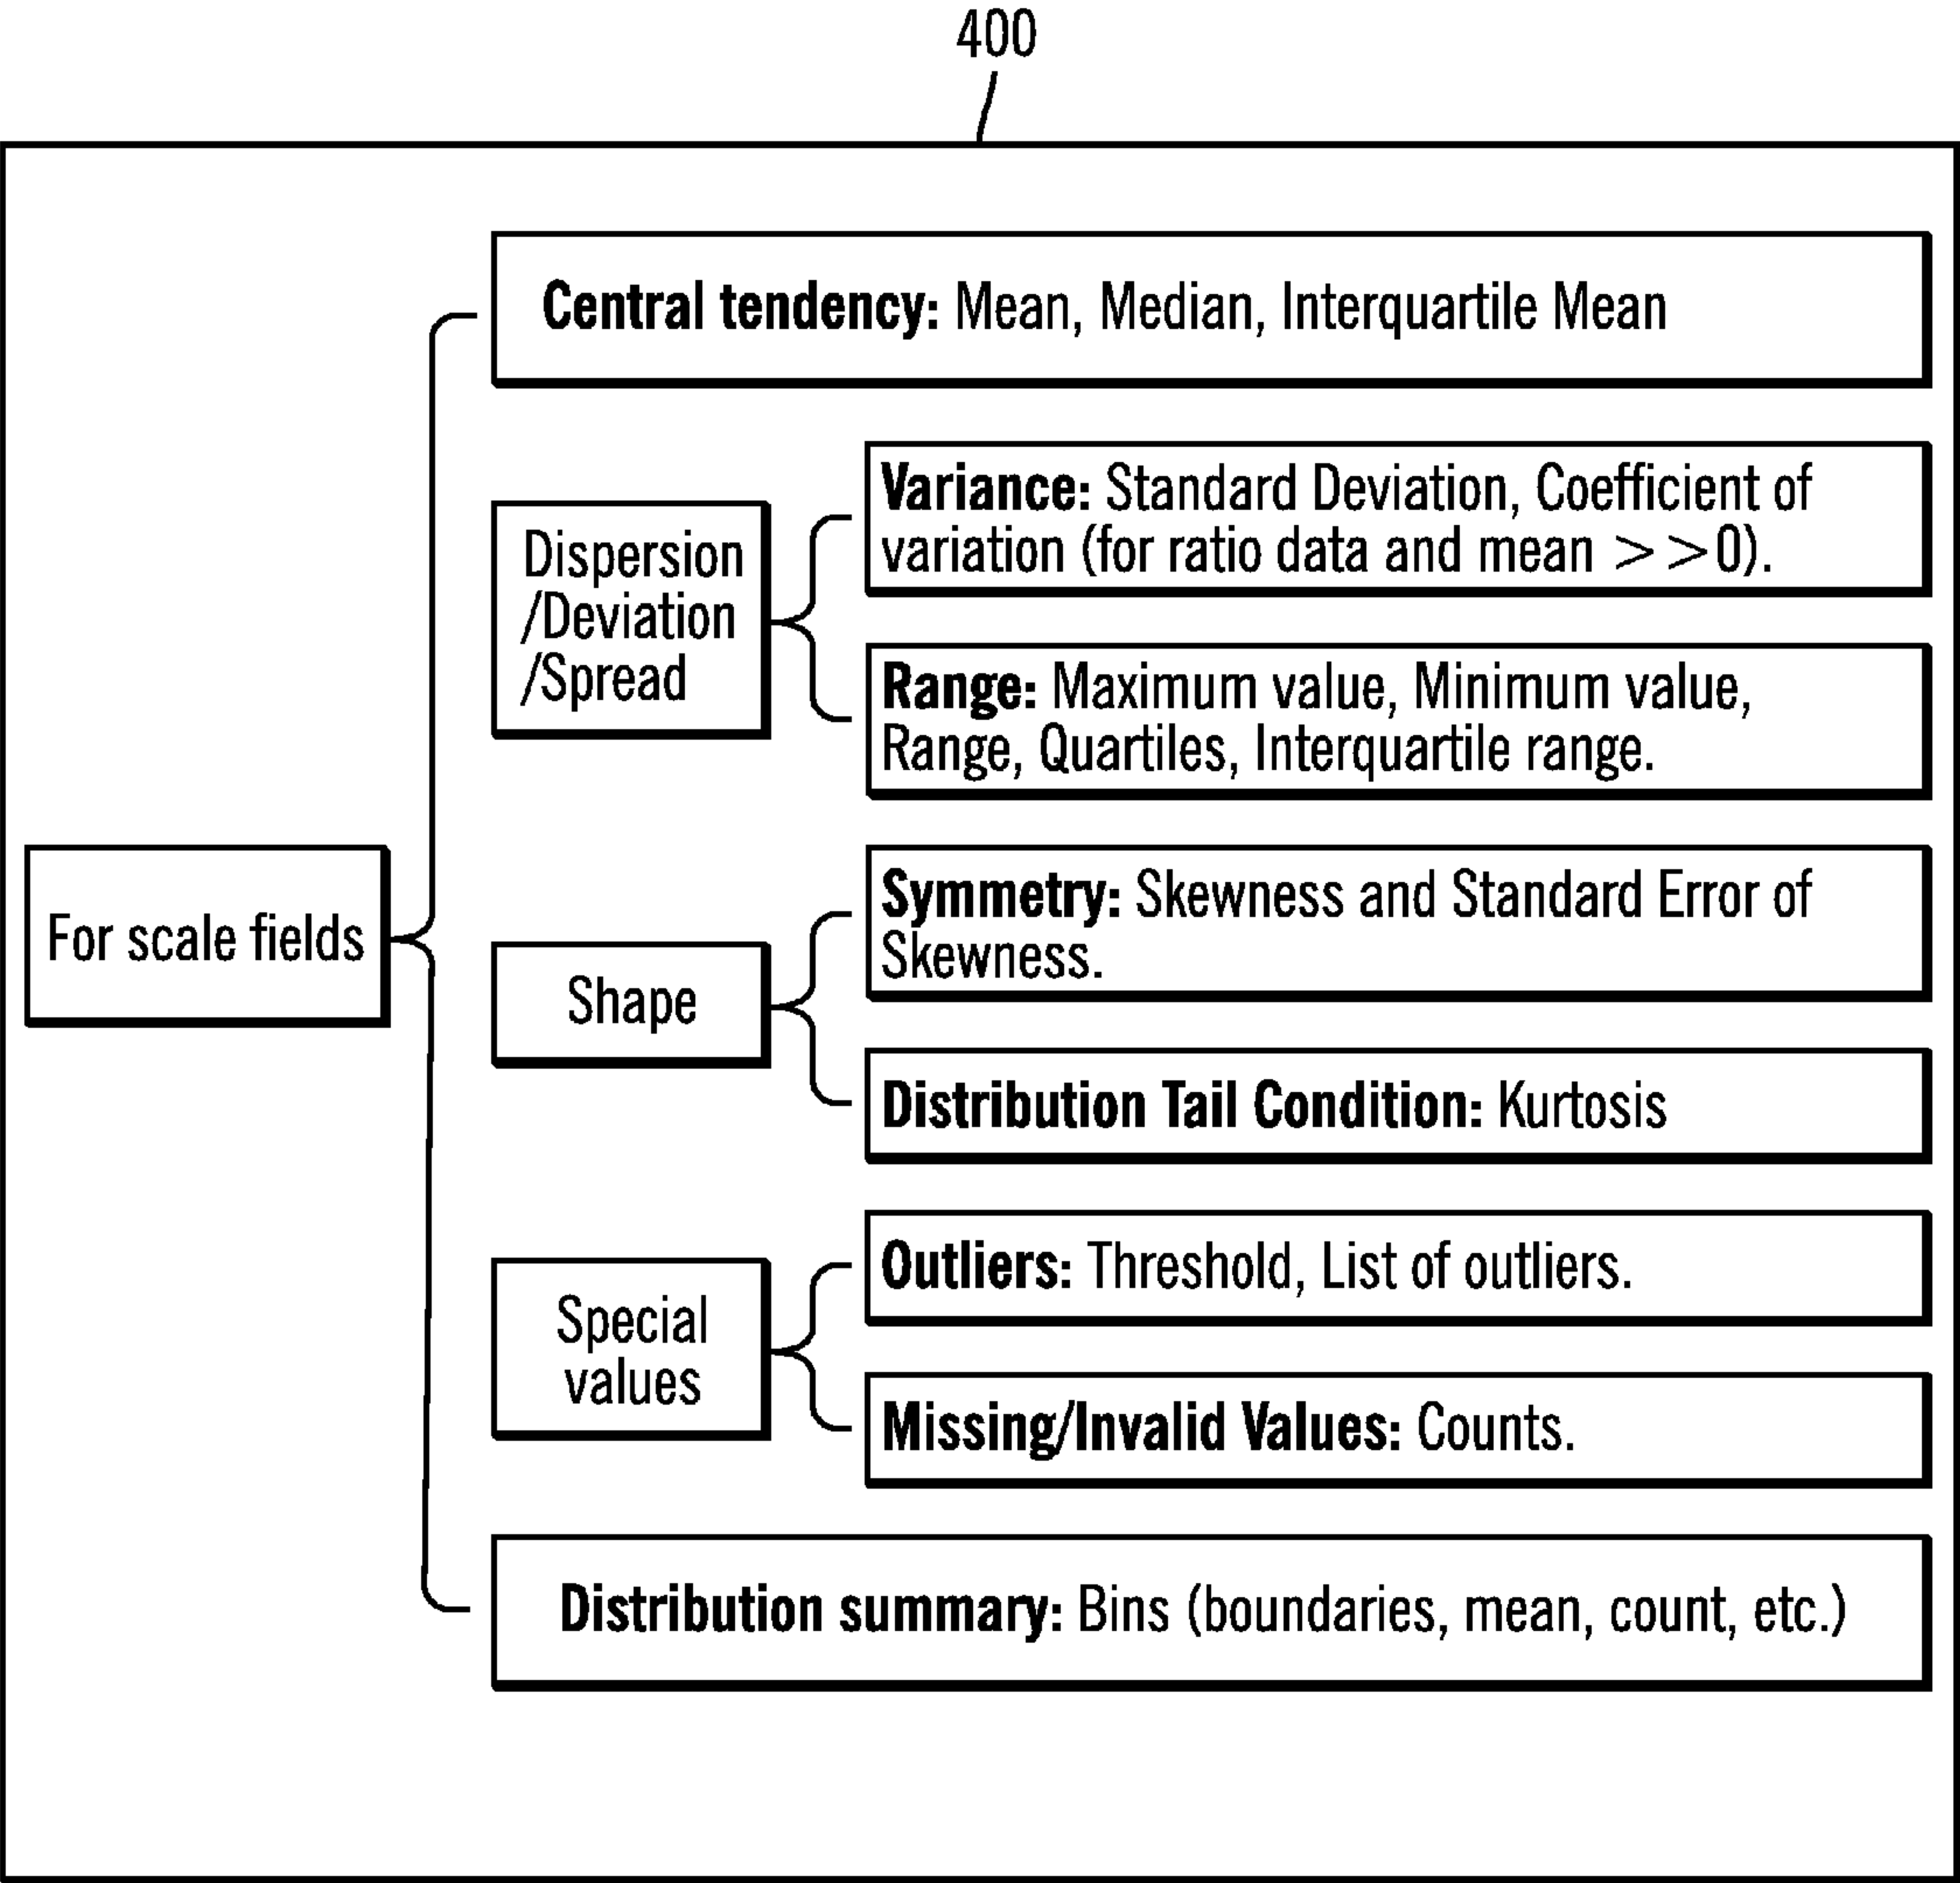 400
Central tendency: Mean, Median, Interquartile Mean
Dispersion
/Deviation
/Spread
Variance: Standard Deviation, Coefficient of
variation (for ratio data and mean >>0).
Range: Maximum value, Minimum value,
Range, Quartiles, Interquartile range.
For scale fields
Shape
Symmetry: Skewness and Standard Error of
Skewness.
Distribution Tail Condition: Kurtosis
Special
values
Outliers: Threshold, List of outliers.
Missing/Invalid Values: Counts.
Distribution summary: Bins (boundaries, mean, count, etc.)